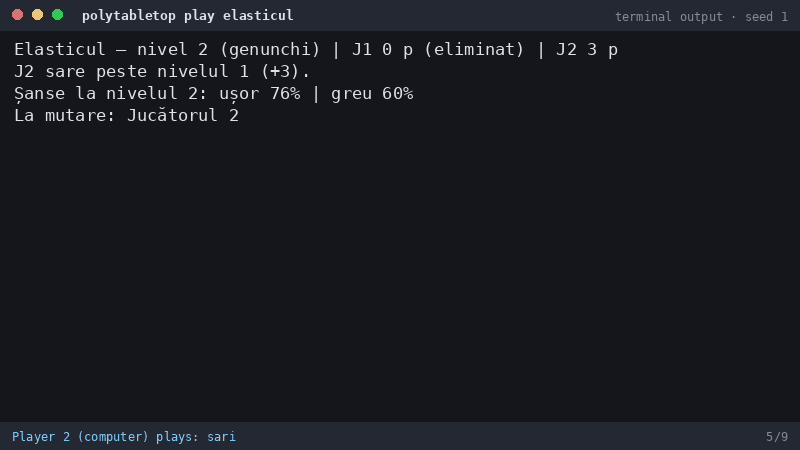 polytabletop play elasticul
terminal output · seed 1
Elasticul — nivel 2 (genunchi) | J1 0 p (eliminat) | J2 3 p
J2 sare peste nivelul 1 (+3).
Șanse la nivelul 2: ușor 76% | greu 60%
La mutare: Jucătorul 2
Player 2 (computer) plays: sari
5/9